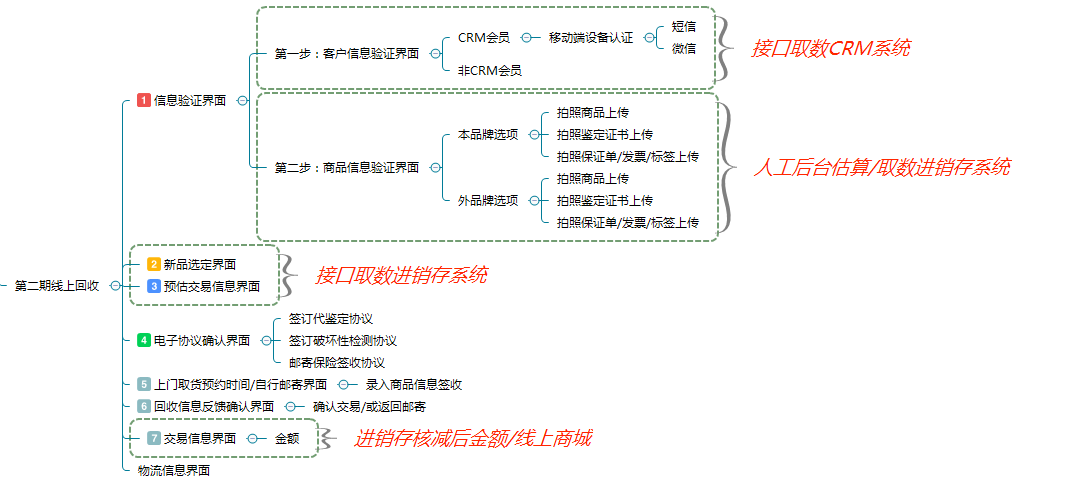 第二期线上回收
1 信息验证界面
第一步：客户信息验证界面
CRM会员
移动端设备认证
短信
微信
非CRM会员
接口取数CRM系统
第二步：商品信息验证界面
本品牌选项
拍照商品上传
拍照鉴定证书上传
拍照保证单/发票/标签上传
外品牌选项
拍照商品上传
拍照鉴定证书上传
拍照保证单/发票/标签上传
人工后台估算/取数进销存系统
2 新品选定界面
3 预估交易信息界面
接口取数进销存系统
4 电子协议确认界面
签订代鉴定协议
签订破坏性检测协议
邮寄保险签收协议
5 上门取货预约时间/自行邮寄界面
录入商品信息签收
6 回收信息反馈确认界面
确认交易/或返回邮寄
7 交易信息界面
金额
进销存核减后金额/线上商城
物流信息界面